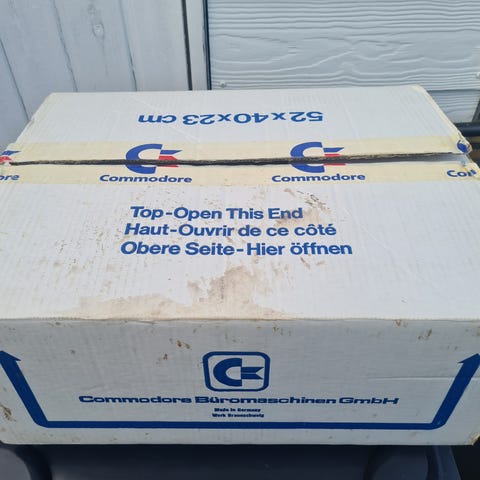 52x40x23 cm
Commodore
Commodore
Co
Top-Open This End
Haut-Ouvrir de ce côté
Obere Seite-Hier öffnen
Commodore Büromaschinen GmbH
Made in Germany
Werk Braunschweig